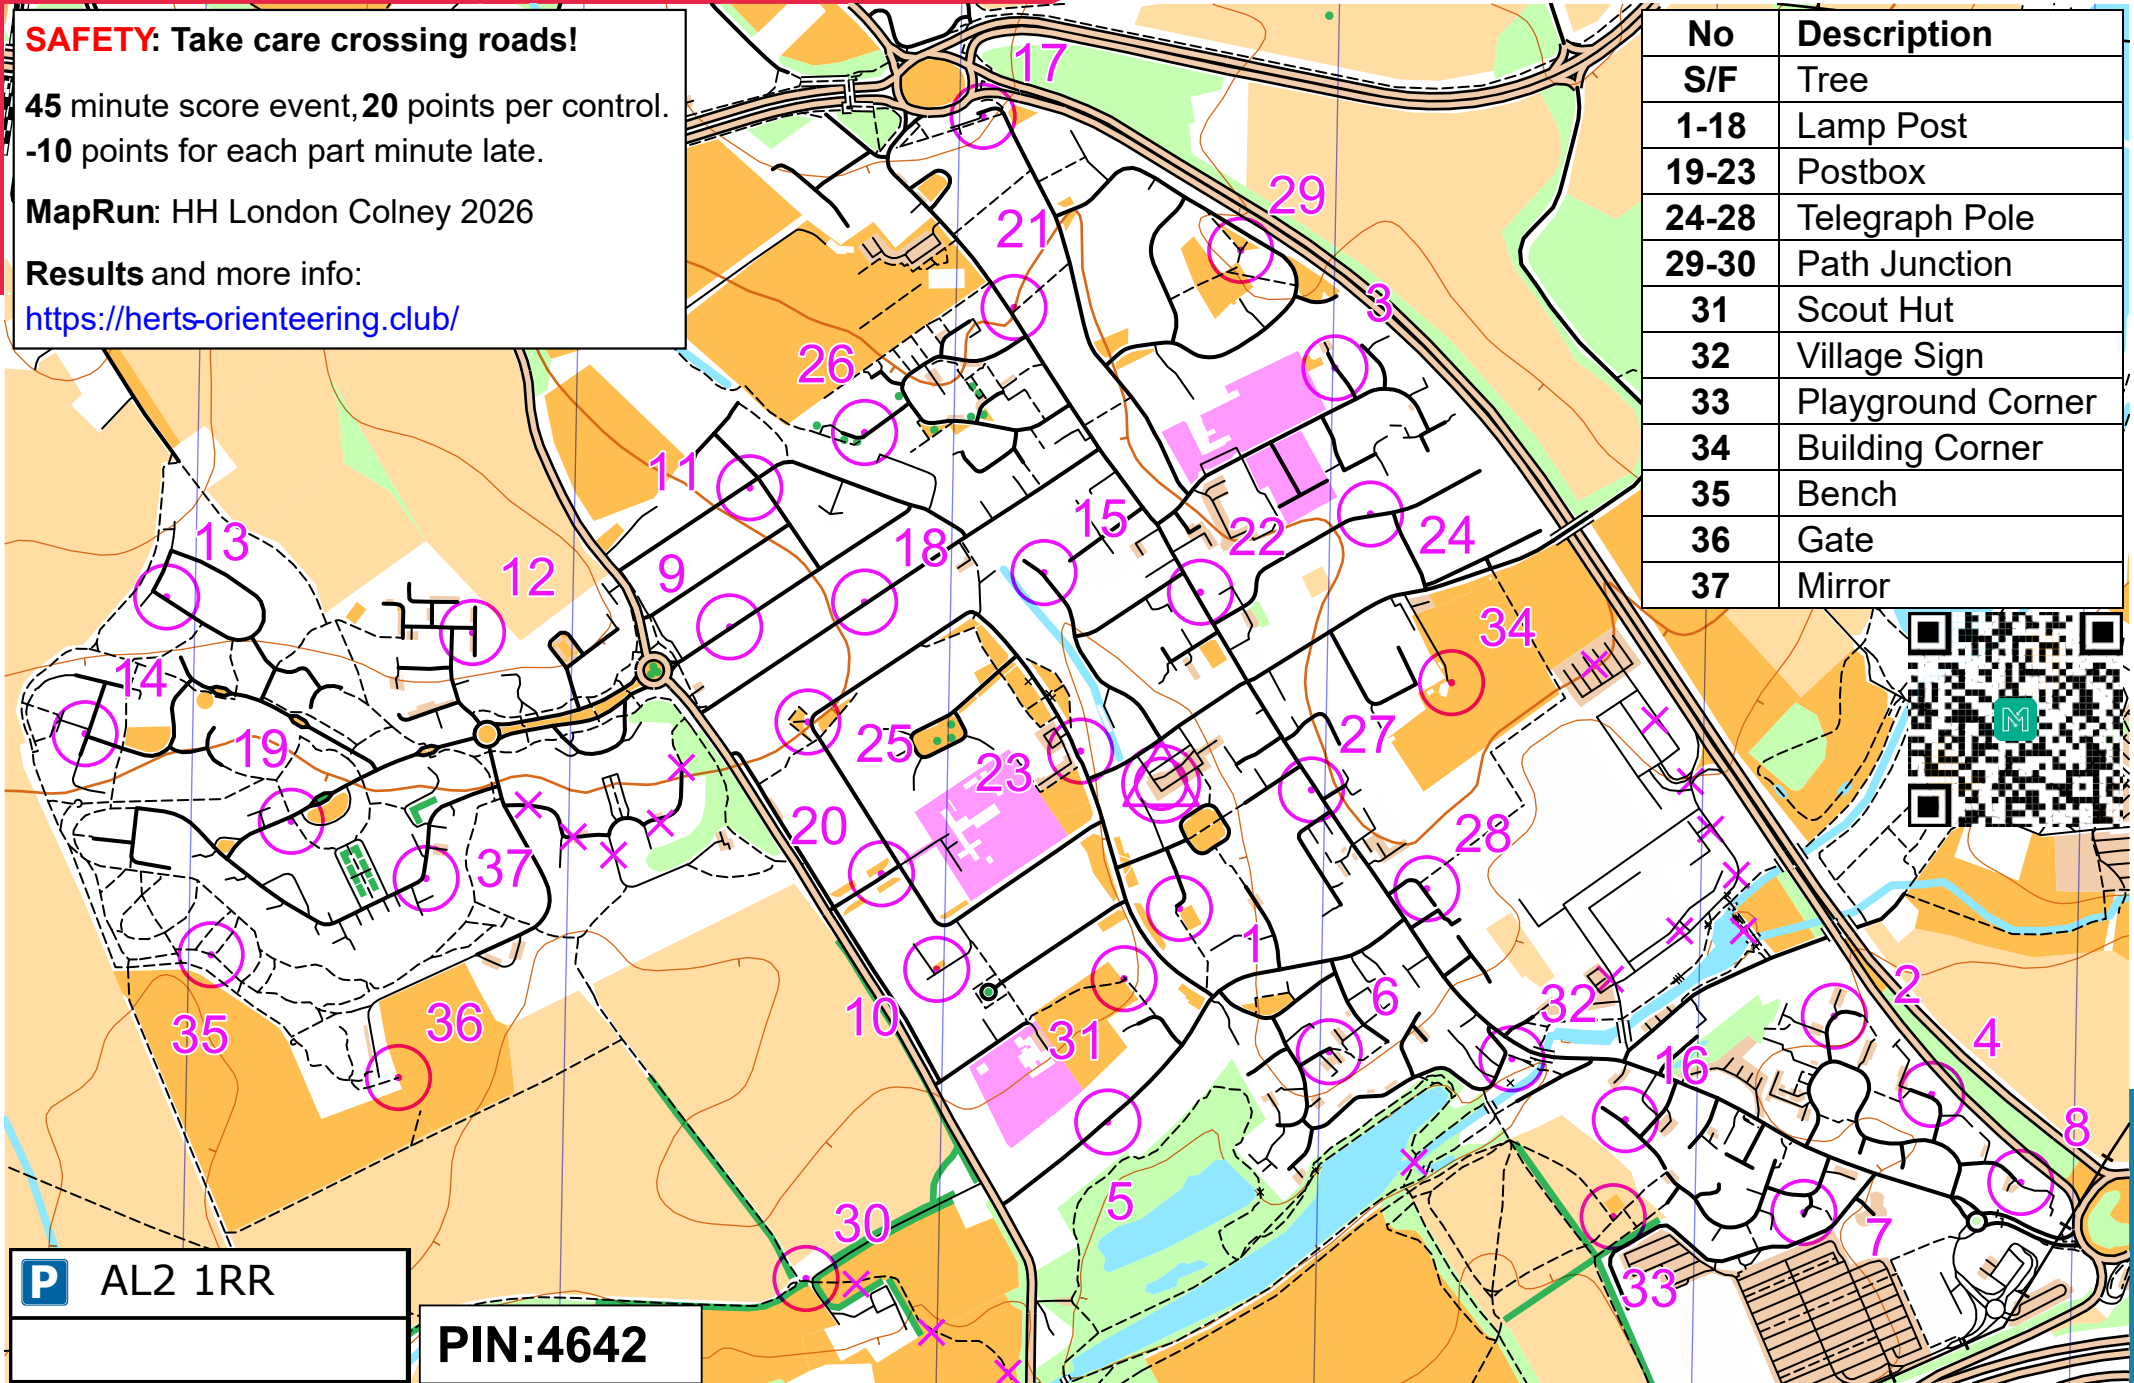 SAFETY: Take care crossing roads!
45 minute score event, 20 points per control.
-10 points for each part minute late.
MapRun: HH London Colney 2026
Results and more info:
https://herts-orienteering.club/
No Description
S/F Tree
1-18 Lamp Post
19-23 Postbox
24-28 Telegraph Pole
29-30 Path Junction
31 Scout Hut
32 Village Sign
33 Playground Corner
34 Building Corner
35 Bench
36 Gate
37 Mirror
17
29
21
3
26
11
15
18
22
24
13
12
9
34
14
19
25
23
27
20
28
37
1
6
2
32
10
31
35
36
4
16
8
5
30
7
33
P AL2 1RR
PIN:4642
M